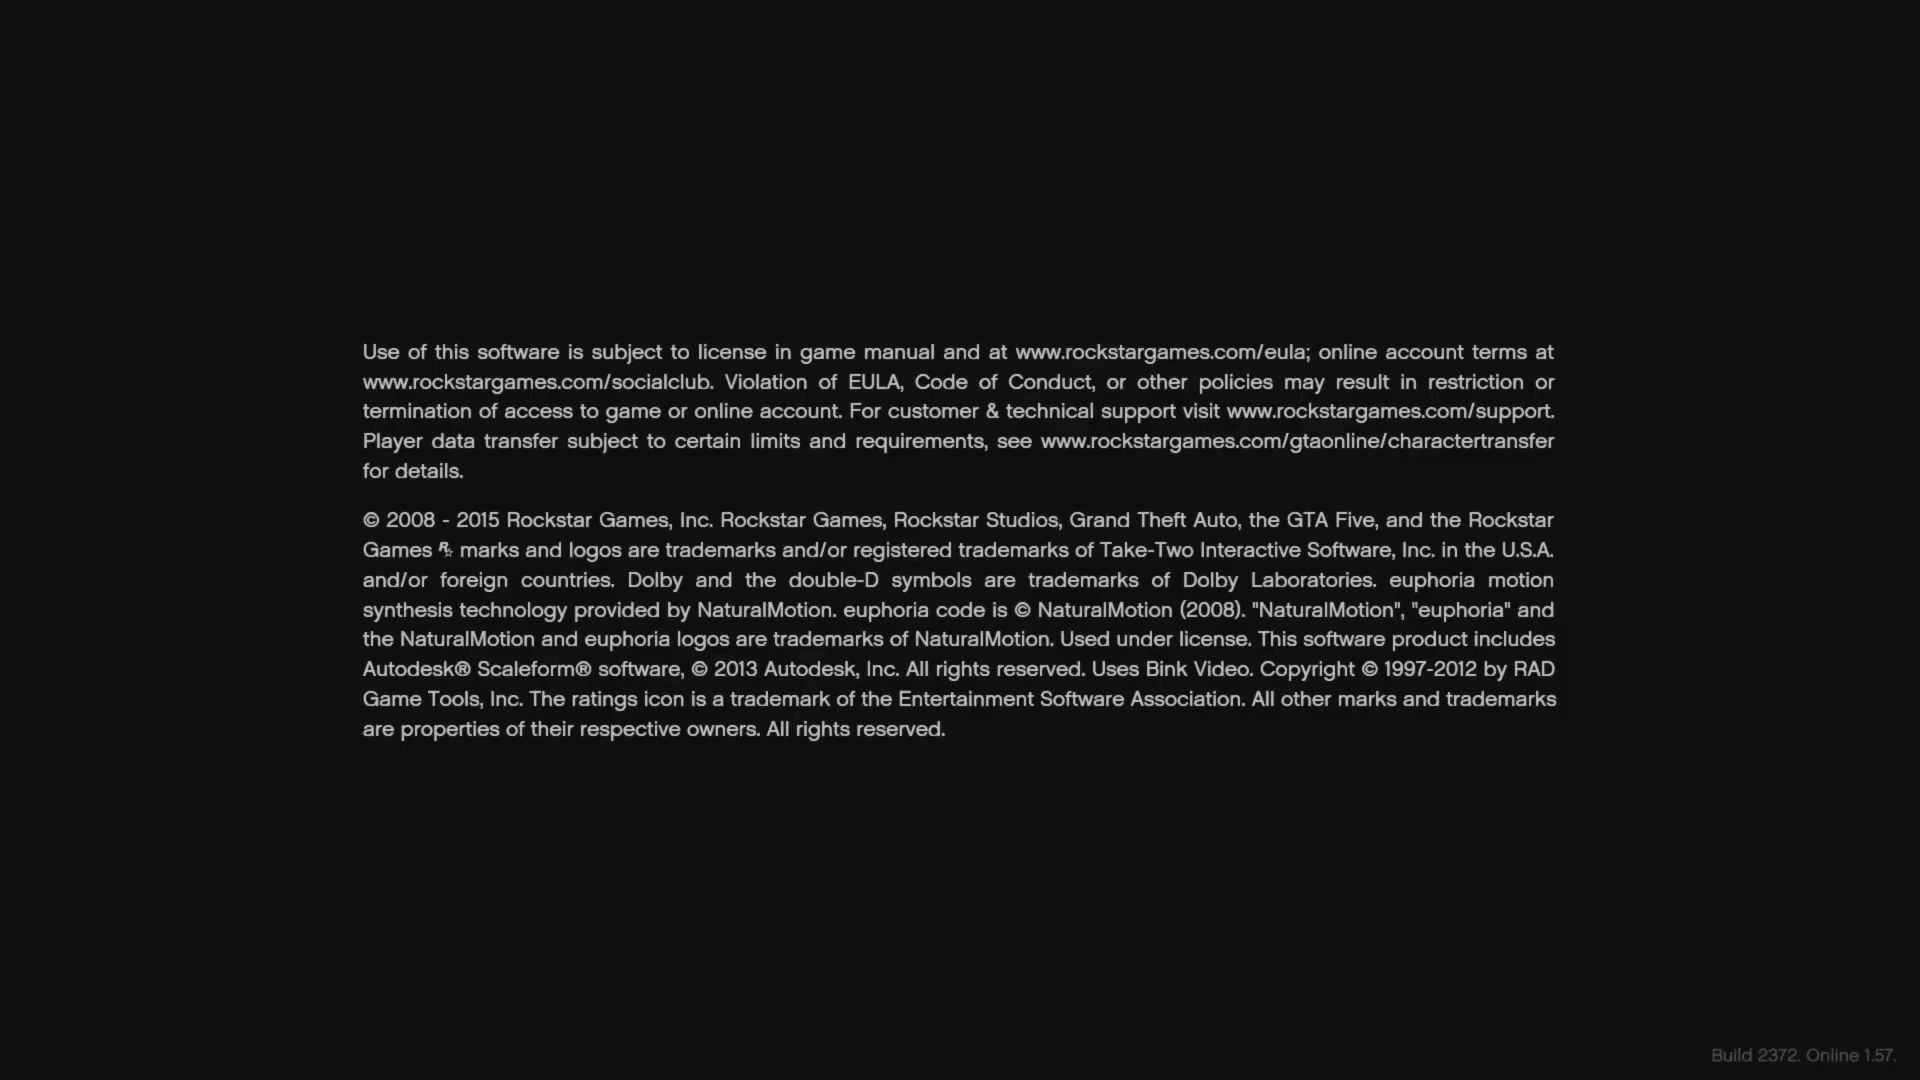 Use of this software is subject to license in game manual and at www.rockstargames.com/eula; online account terms at
www.rockstargames.com/socialclub. Violation of EULA, Code of Conduct, or other policies may result in restriction or
termination of access to game or online account. For customer & technical support visit www.rockstargames.com/support.
Player data transfer subject to certain limits and requirements, see www.rockstargames.com/gtaonline/charactertransfer
for details.
© 2008 - 2015 Rockstar Games, Inc. Rockstar Games, Rockstar Studios, Grand Theft Auto, the GTA Five, and the Rockstar
Games R* marks and logos are trademarks and/or registered trademarks of Take-Two Interactive Software, Inc. in the U.S.A.
and/or foreign countries. Dolby and the double-D symbols are trademarks of Dolby Laboratories. euphoria motion
synthesis technology provided by NaturalMotion. euphoria code is © NaturalMotion (2008). "NaturalMotion", "euphoria" and
the NaturalMotion and euphoria logos are trademarks of NaturalMotion. Used under license. This software product includes
Autodesk® Scaleform® software, © 2013 Autodesk, Inc. All rights reserved. Uses Bink Video. Copyright © 1997-2012 by RAD
Game Tools, Inc. The ratings icon is a trademark of the Entertainment Software Association. All other marks and trademarks
are properties of their respective owners. All rights reserved.
Build 2372. Online 1.57.